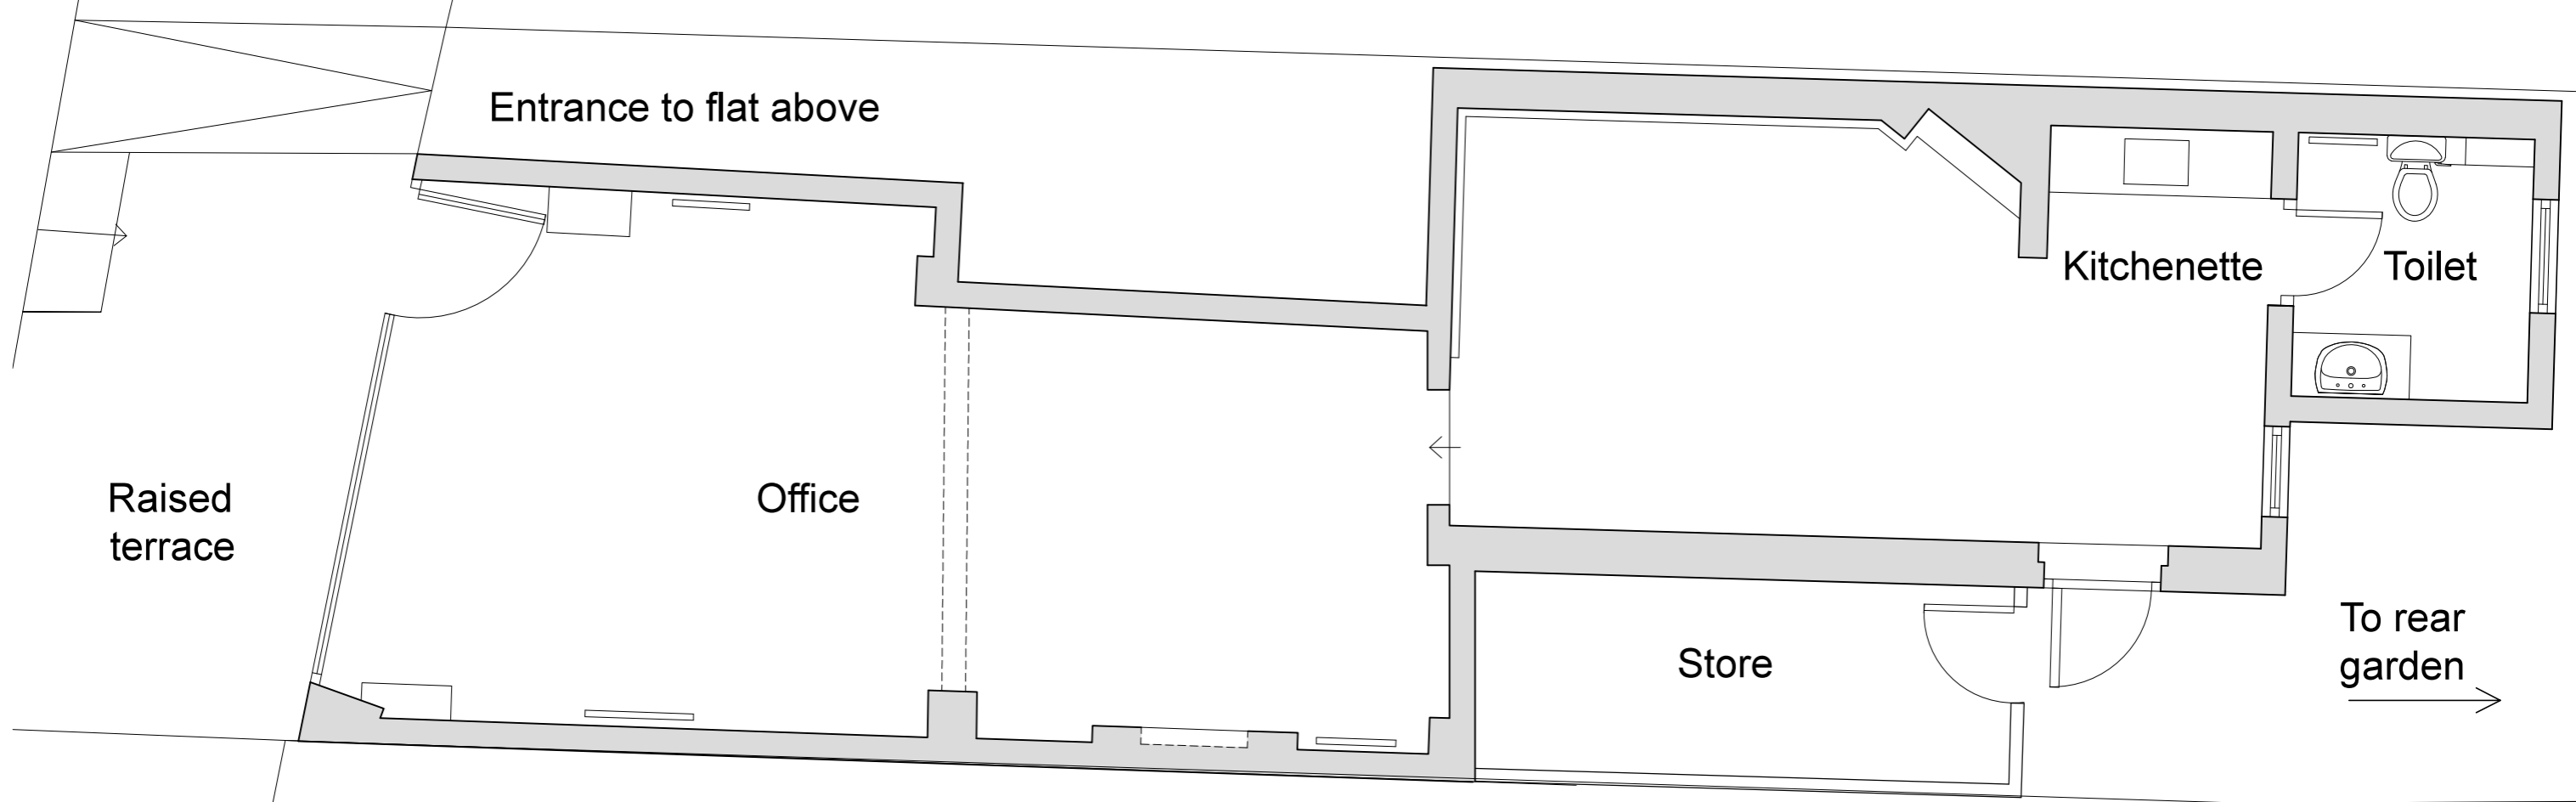 Entrance to flat above
Kitchenette
Toilet
Raised
terrace
Office
Store
To rear
garden